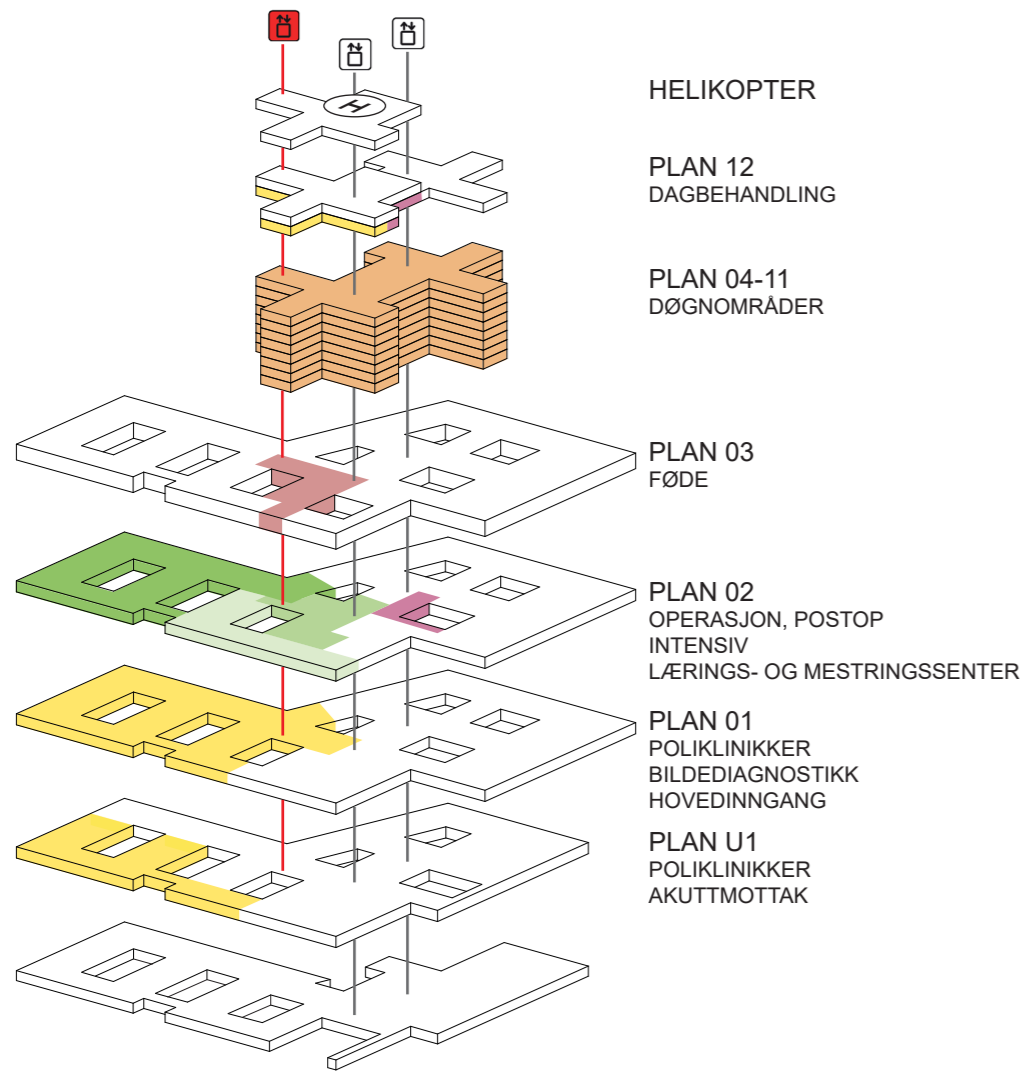 H
HELIKOPTER
PLAN 12
DAGBEHANDLING
PLAN 04-11
DØGNOMRÅDER
PLAN 03
FØDE
PLAN 02
OPERASJON, POSTOP
INTENSIV
LÆRINGS- OG MESTRINGSSENTER
PLAN 01
POLIKLINIKKER
BILDEDIAGNOSTIKK
HOVEDINNGANG
PLAN U1
POLIKLINIKKER
AKUTTMOTTAK